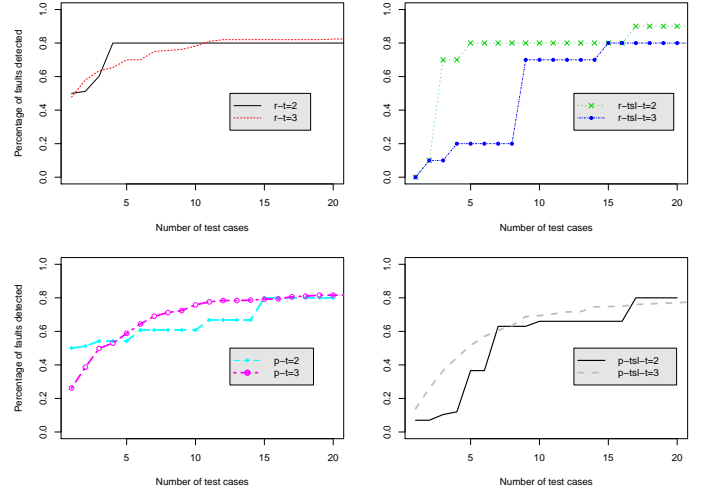 Percentage of faults detected
1.0
0.8
0.6
0.4
0.2
0.0
r−t=2
r−t=3
5 10 15 20
Number of test cases
1.0
0.8
0.6
0.4
0.2
0.0
r−tsl−t=2
r−tsl−t=3
5 10 15 20
Number of test cases
Percentage of faults detected
1.0
0.8
0.6
0.4
0.2
0.0
p−t=2
p−t=3
5 10 15 20
Number of test cases
1.0
0.8
0.6
0.4
0.2
0.0
p−tsl−t=2
p−tsl−t=3
5 10 15 20
Number of test cases